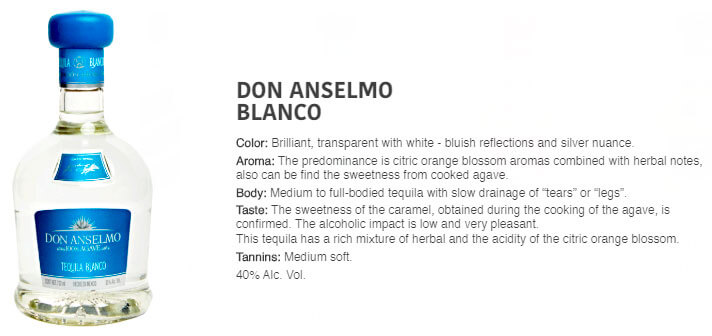 TEQUILA BLANCO
DON ANSELMO
100% AGAVE
TEQUILA BLANCO
DON ANSELMO
BLANCO
Color: Brilliant, transparent with white - bluish reflections and silver nuance.
Aroma: The predominance is citric orange blossom aromas combined with herbal notes,
also can be find the sweetness from cooked agave.
Body: Medium to full-bodied tequila with slow drainage of “tears” or “legs”.
Taste: The sweetness of the caramel, obtained during the cooking of the agave, is
confirmed. The alcoholic impact is low and very pleasant.
This tequila has a rich mixture of herbal and the acidity of the citric orange blossom.
Tannins: Medium soft.
40% Alc. Vol.